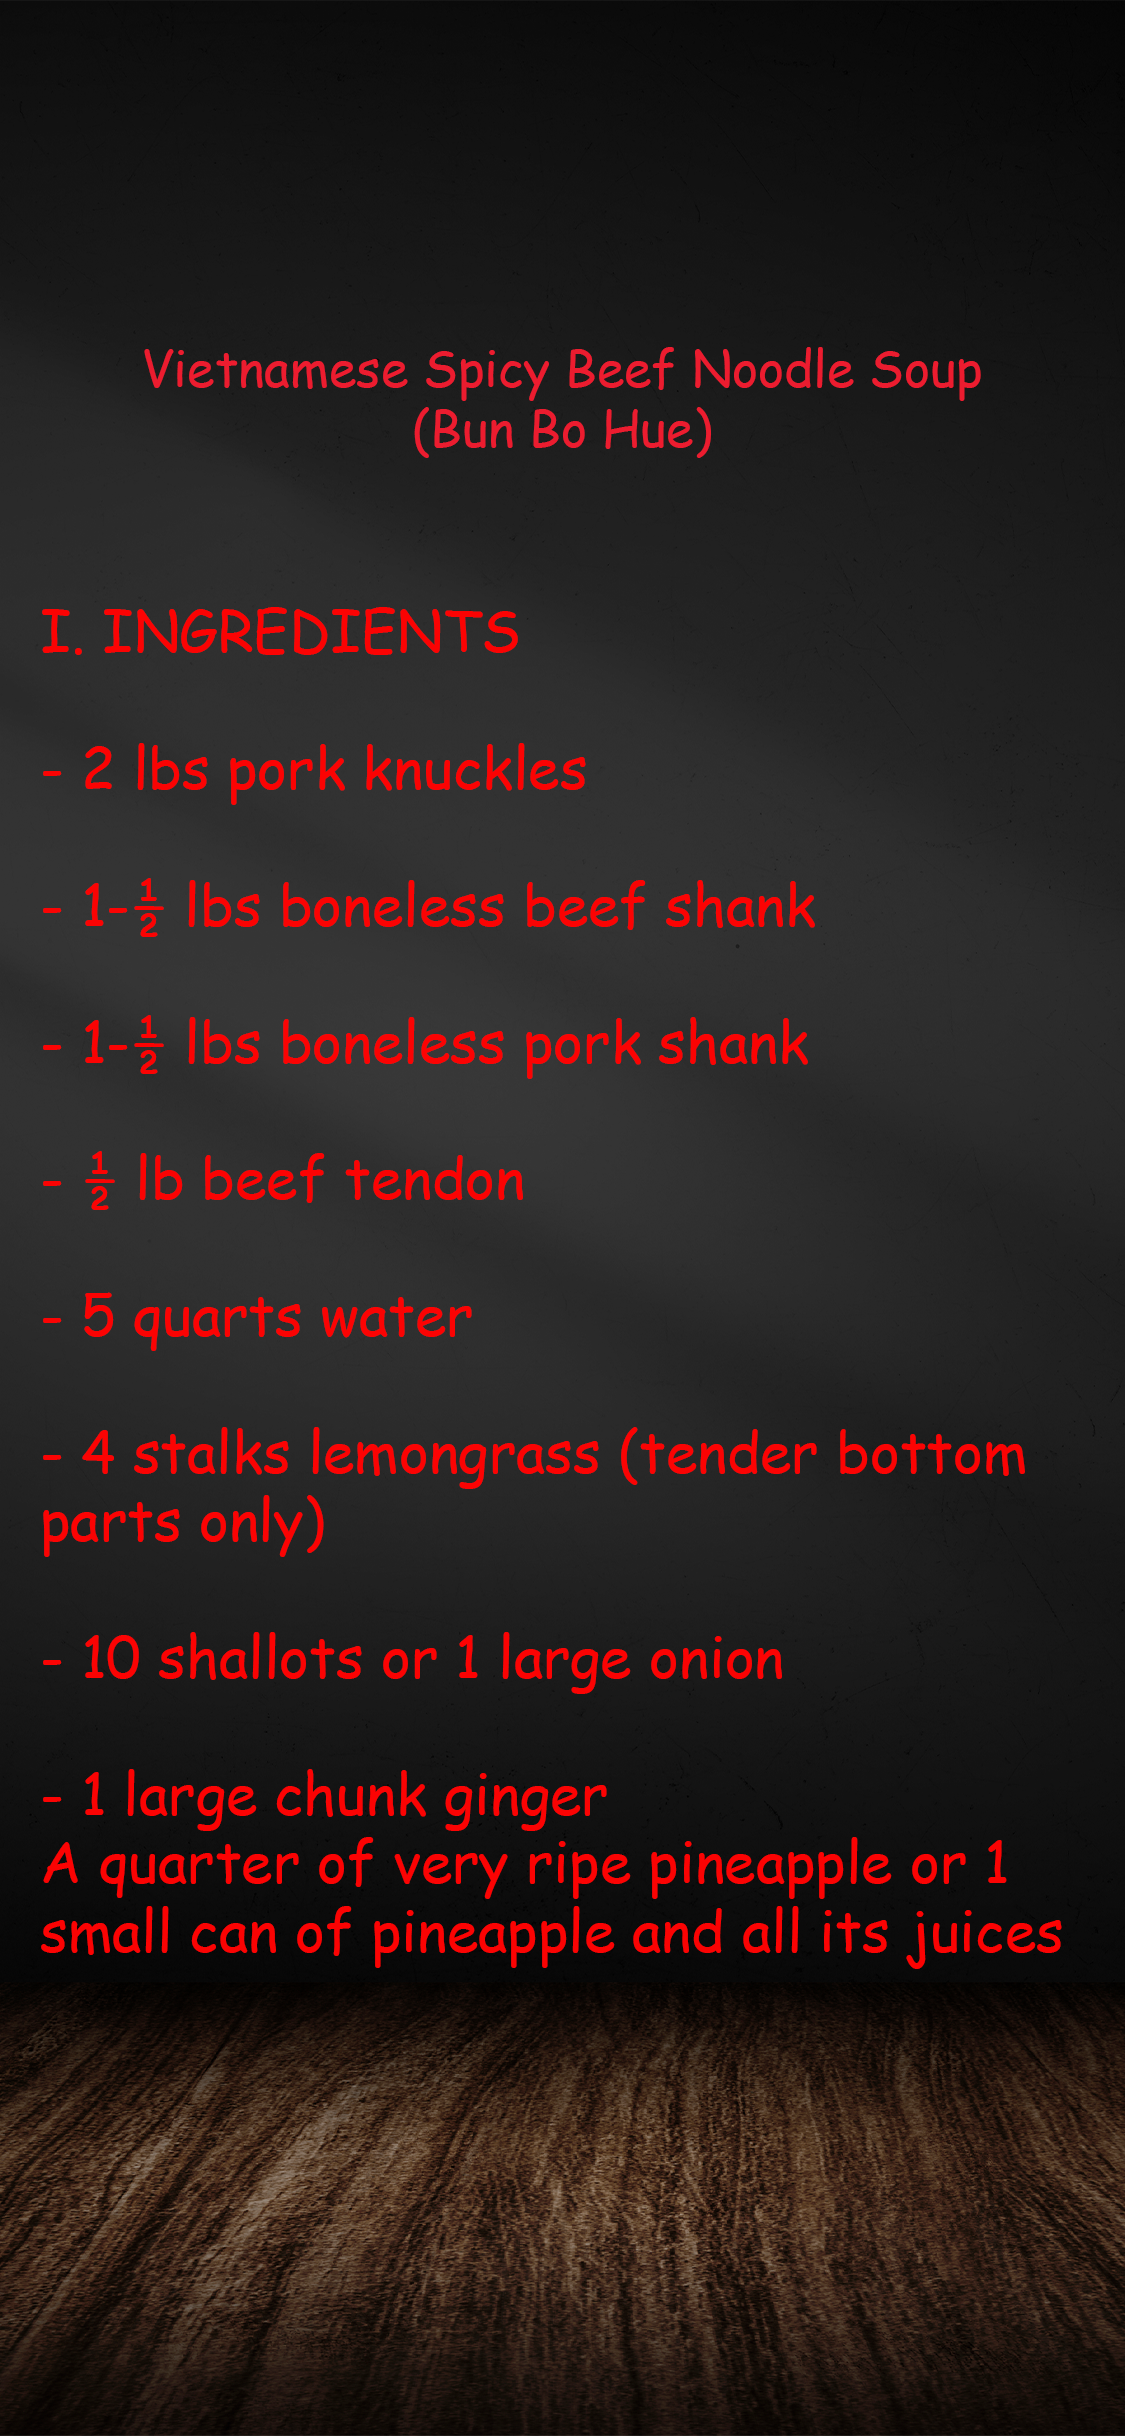 Vietnamese Spicy Beef Noodle Soup
(Bun Bo Hue)
I. INGREDIENTS
- 2 lbs pork knuckles
- 1-½ lbs boneless beef shank
- 1-½ lbs boneless pork shank
- ½ lb beef tendon
- 5 quarts water
- 4 stalks lemongrass (tender bottom
parts only)
- 10 shallots or 1 large onion
- 1 large chunk ginger
A quarter of very ripe pineapple or 1
small can of pineapple and all its juices